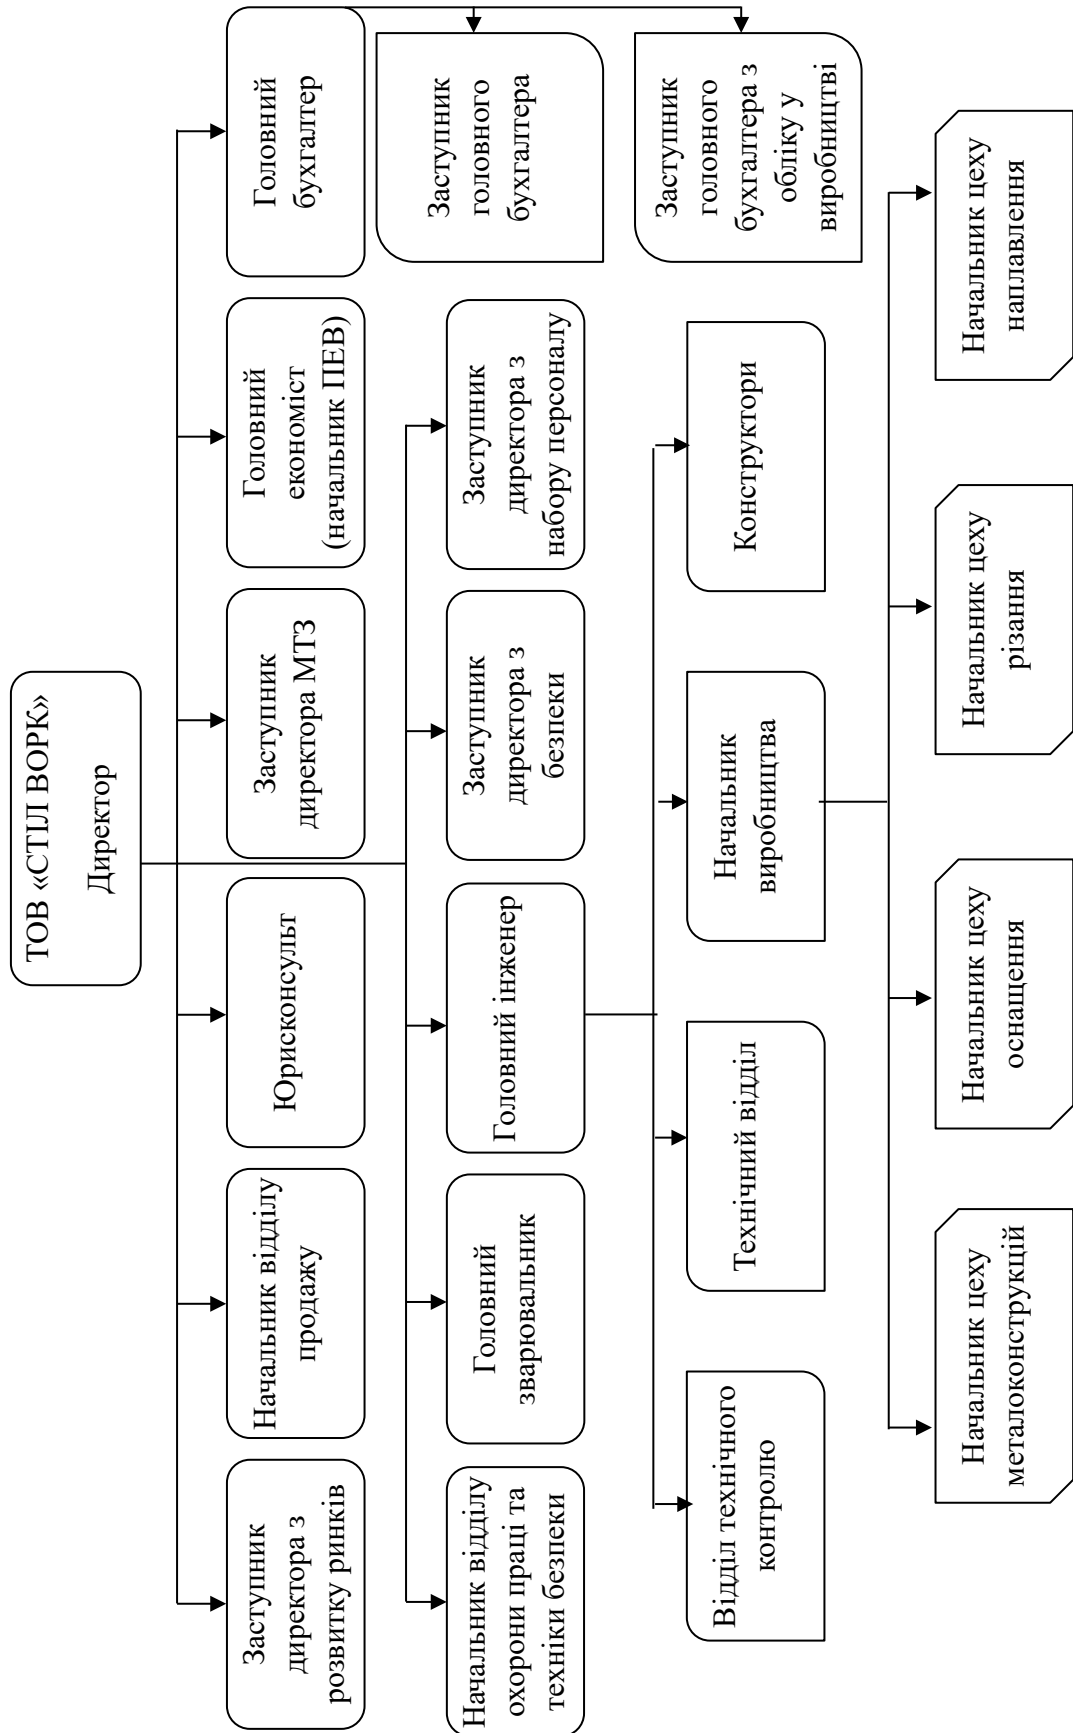 ТОВ «СТІЛ ВОРК»
Директор
Заступник
директора з
розвитку ринків
Начальник відділу
продажу
Юрисконсульт
Заступник
директора МТЗ
Головний
економіст
(начальник ПЕВ)
Головний
бухгалтер
Начальник відділу
охорони праці та
техніки безпеки
Головний
зварювальник
Головний інженер
Заступник
директора з
безпеки
Заступник
директора з
набору персоналу
Заступник
головного
бухгалтера
Відділ технічного
контролю
Технічний відділ
Начальник
виробництва
Конструктори
Заступник
головного
бухгалтера з
обліку у
виробництві
Начальник цеху
металоконструкцій
Начальник цеху
оснащення
Начальник цеху
різання
Начальник цеху
наплавлення